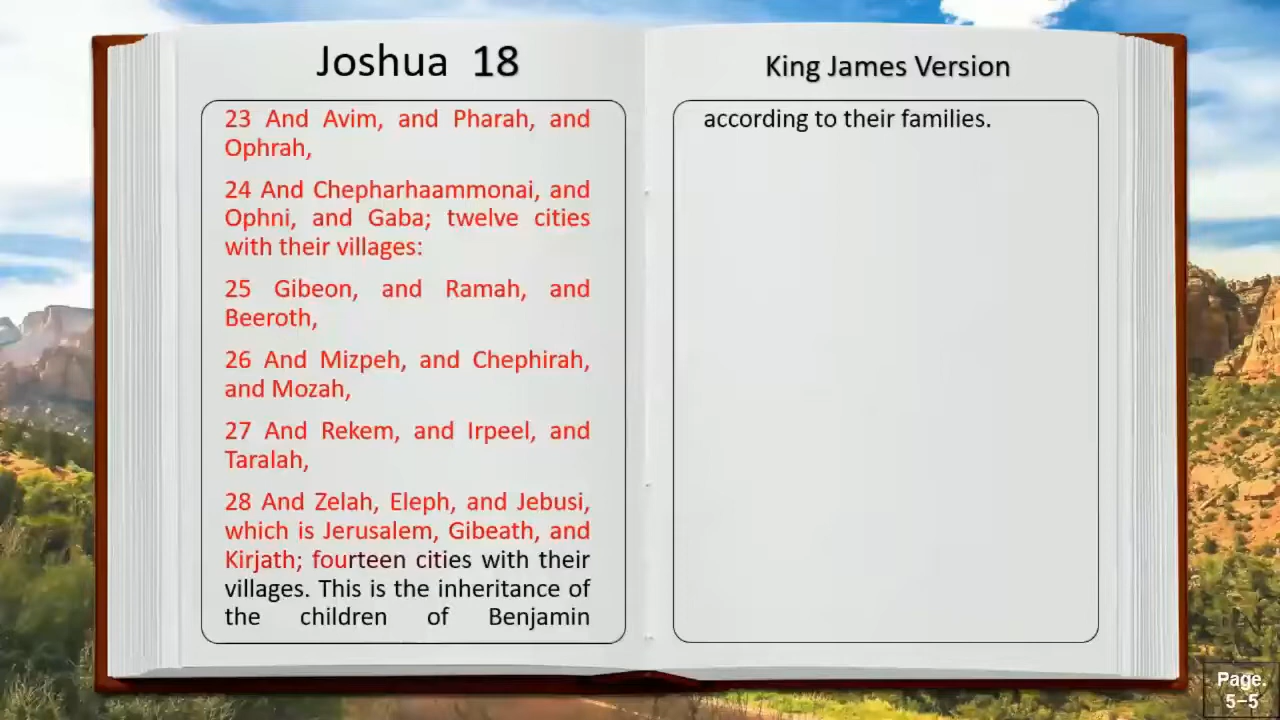 Joshua 18
23 And Avim, and Pharah, and
Ophrah,
24 And Chepharhaammonai, and
Ophni, and Gaba; twelve cities
with their villages:
25 Gibeon, and Ramah, and
Beeroth,
26 And Mizpeh, and Chephirah,
and Mozah,
27 And Rekem, and Irpeel, and
Taralah,
28 And Zelah, Eleph, and Jebusi,
which is Jerusalem, Gibeath, and
Kirjath; fourteen cities with their
villages. This is the inheritance of
the children of Benjamin
King James Version
according to their families.
Page.
5-5